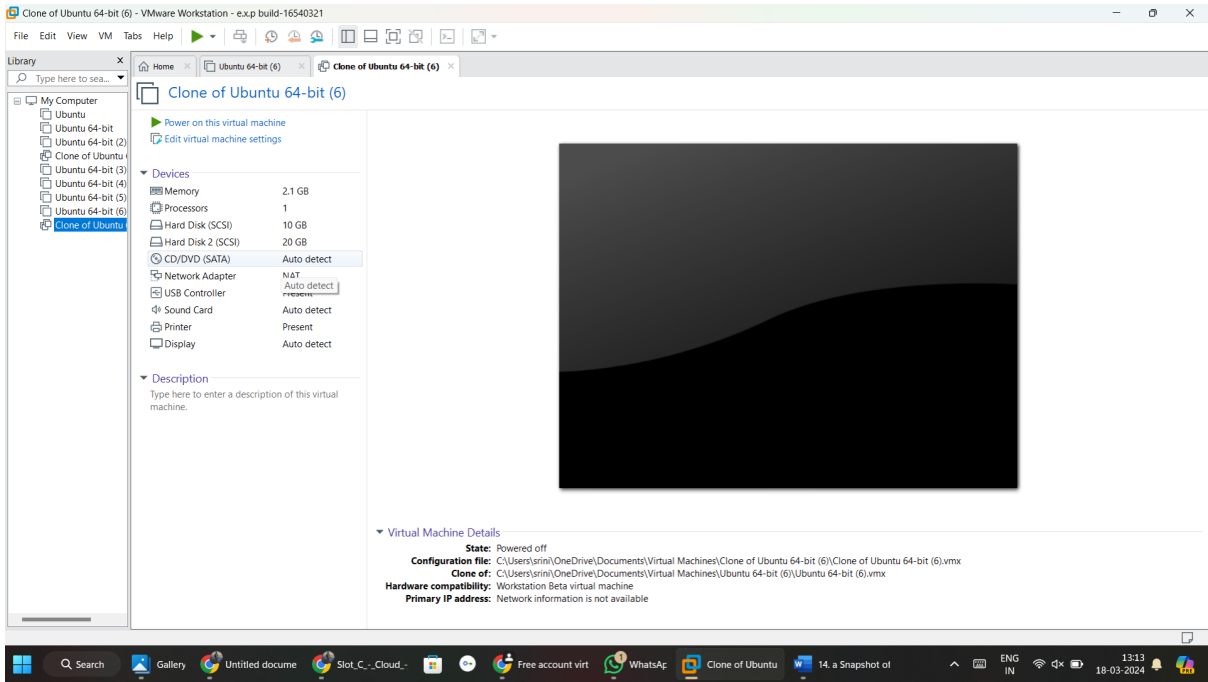 Clone of Ubuntu 64-bit (6) - VMware Workstation - e.x.p build-16540321
File Edit View VM Tabs Help
Library X
Type here to sea...
My Computer
Ubuntu
Ubuntu 64-bit
Ubuntu 64-bit (2)
Clone of Ubuntu
Ubuntu 64-bit (3)
Ubuntu 64-bit (4)
Ubuntu 64-bit (5)
Ubuntu 64-bit (6)
Clone of Ubuntu
Home Ubuntu 64-bit (6) Clone of Ubuntu 64-bit (6)
Clone of Ubuntu 64-bit (6)
Power on this virtual machine
Edit virtual machine settings
Devices
Memory 2.1 GB
Processors 1
Hard Disk (SCSI) 10 GB
Hard Disk 2 (SCSI) 20 GB
CD/DVD (SATA) Auto detect
Network Adapter NAT
Auto detect
USB Controller Present
Sound Card Auto detect
Printer Present
Display Auto detect
Description
Type here to enter a description of this virtual
machine.
Virtual Machine Details
State: Powered off
Configuration file: C:\Users\srini\OneDrive\Documents\Virtual Machines\Clone of Ubuntu 64-bit (6)\Clone of Ubuntu 64-bit (6).vmx
Clone of: C:\Users\srini\OneDrive\Documents\Virtual Machines\Ubuntu 64-bit (6)\Ubuntu 64-bit (6).vmx
Hardware compatibility: Workstation Beta virtual machine
Primary IP address: Network information is not available
Search Gallery Untitled docume Slot_C_-_Cloud_- Free account virt 1 WhatsAp Clone of Ubuntu 14. a Snapshot of ENG 13:13
IN 18-03-2024 PRE